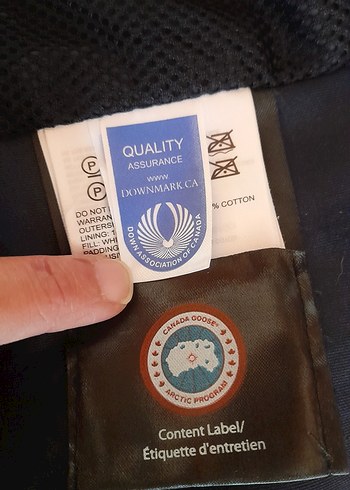 QUALITY
ASSURANCE
www
DOWNMARK CA
DOWN ASSOCIATION OF CANADA
P
P
DO NOT
WARRAN
OUTERS
LINING: 1
FILL: WH
PADDING
% COTTON
CANADA GOOSE®
ARCTIC PROGRAM
Content Label/
Étiquette d'entretien